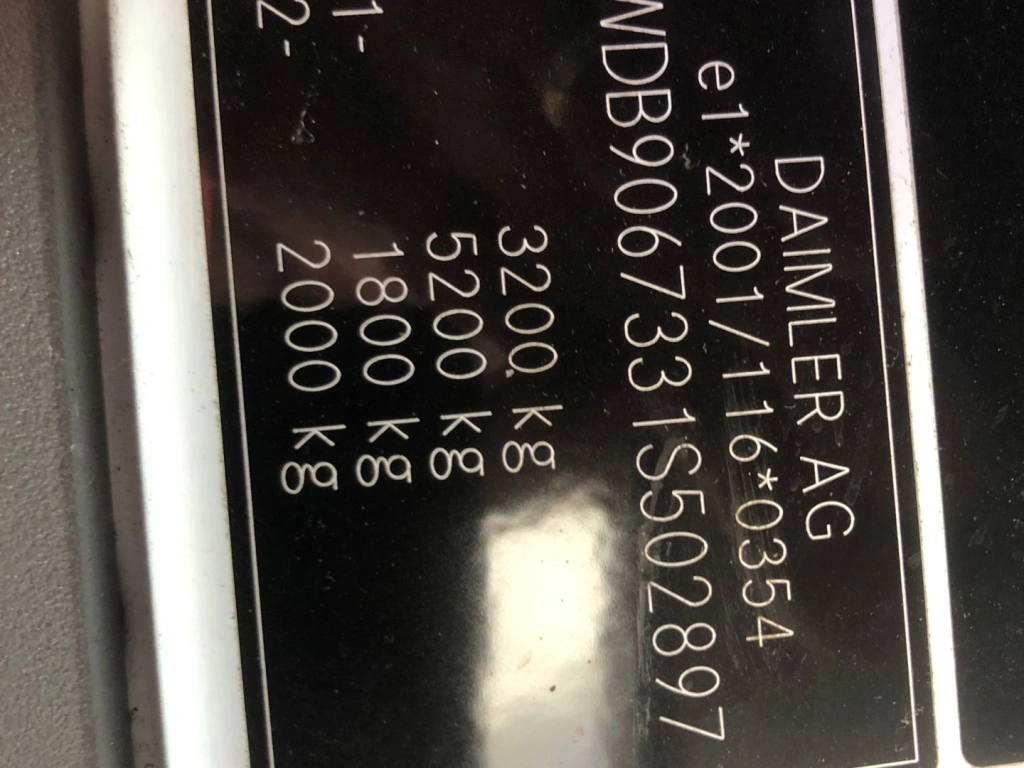 DAIMLER AG
e1*2001/116*0354
WDB9067331S502897
3200 kg
5200 kg
1- 1800 kg
2- 2000 kg